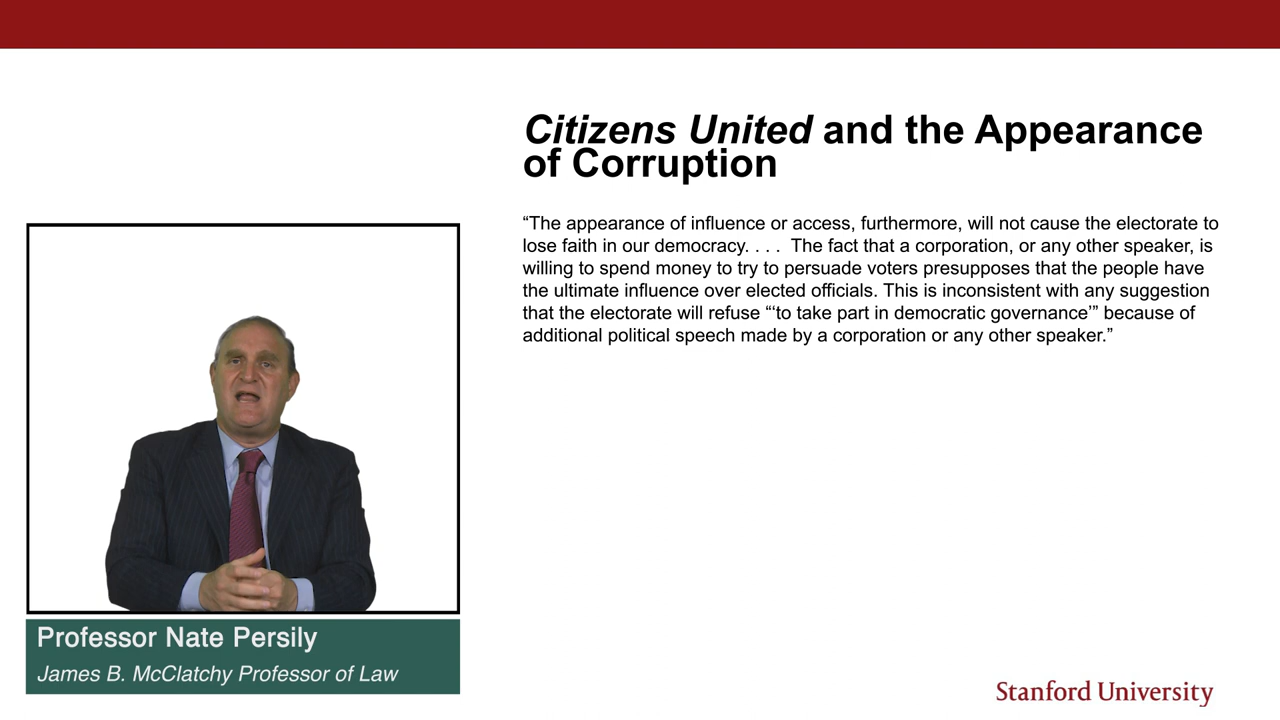 Citizens United and the Appearance
of Corruption
“The appearance of influence or access, furthermore, will not cause the electorate to
lose faith in our democracy. . . .  The fact that a corporation, or any other speaker, is
willing to spend money to try to persuade voters presupposes that the people have
the ultimate influence over elected officials. This is inconsistent with any suggestion
that the electorate will refuse “‘to take part in democratic governance’” because of
additional political speech made by a corporation or any other speaker.”
Professor Nate Persily
James B. McClatchy Professor of Law
Stanford University